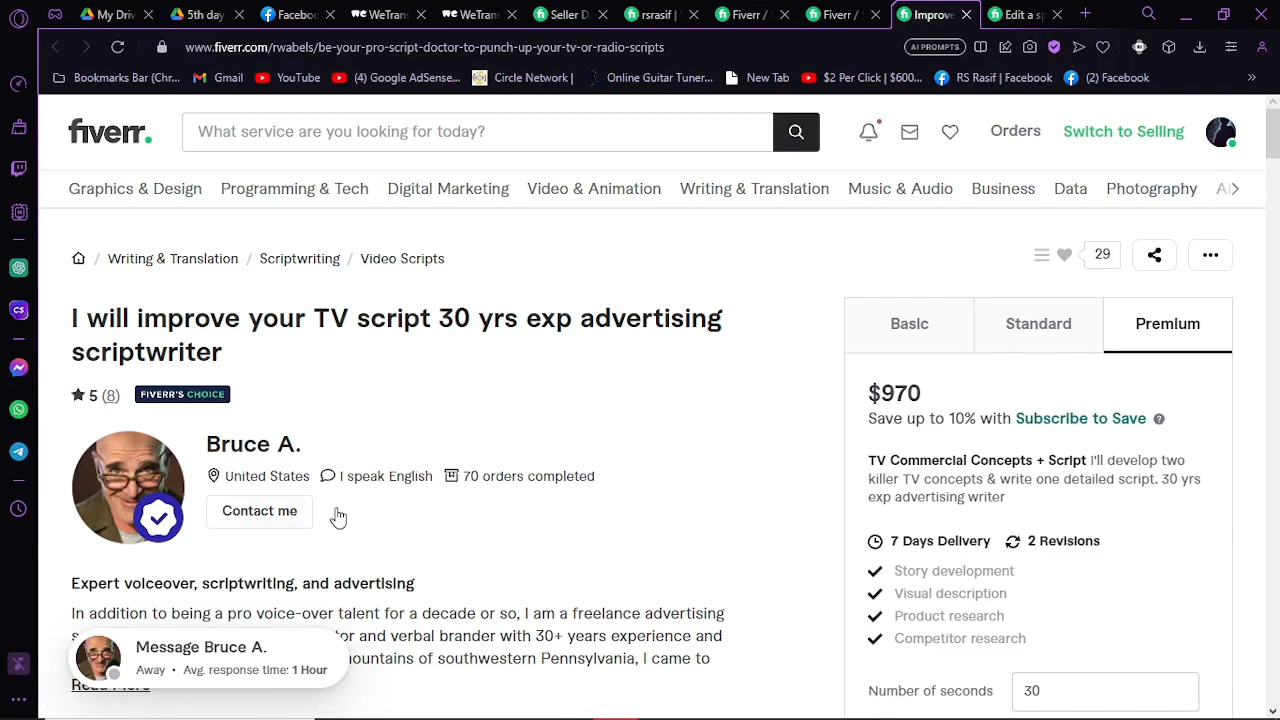 My Driv
5th day
Facebo
WeTrans
WeTrans
Seller Da
rsrasif |
Fiverr /
Fiverr /
Improve
Edit a sp
www.fiverr.com/rwabels/be-your-pro-script-doctor-to-punch-up-your-tv-or-radio-scripts
AI PROMPTS
Bookmarks Bar (Chr...
Gmail
YouTube
(4) Google AdSense...
Circle Network |
Online Guitar Tuner...
New Tab
$2 Per Click | $600...
RS Rasif | Facebook
(2) Facebook
fiverr.
What service are you looking for today?
Orders
Switch to Selling
Graphics & Design
Programming & Tech
Digital Marketing
Video & Animation
Writing & Translation
Music & Audio
Business
Data
Photography
AI
/ Writing & Translation / Scriptwriting / Video Scripts
29
I will improve your TV script 30 yrs exp advertising
scriptwriter
5 (8)
FIVERR'S CHOICE
Bruce A.
United States
I speak English
70 orders completed
Contact me
Expert voiceover, scriptwriting, and advertising
In addition to being a pro voice-over talent for a decade or so, I am a freelance advertising
tor and verbal brander with 30+ years experience and
ountains of southwestern Pennsylvania, I came to
Read More
Message Bruce A.
Away • Avg. response time: 1 Hour
Basic
Standard
Premium
$970
Save up to 10% with Subscribe to Save
TV Commercial Concepts + Script I'll develop two
killer TV concepts & write one detailed script. 30 yrs
exp advertising writer
7 Days Delivery
2 Revisions
Story development
Visual description
Product research
Competitor research
Number of seconds
30